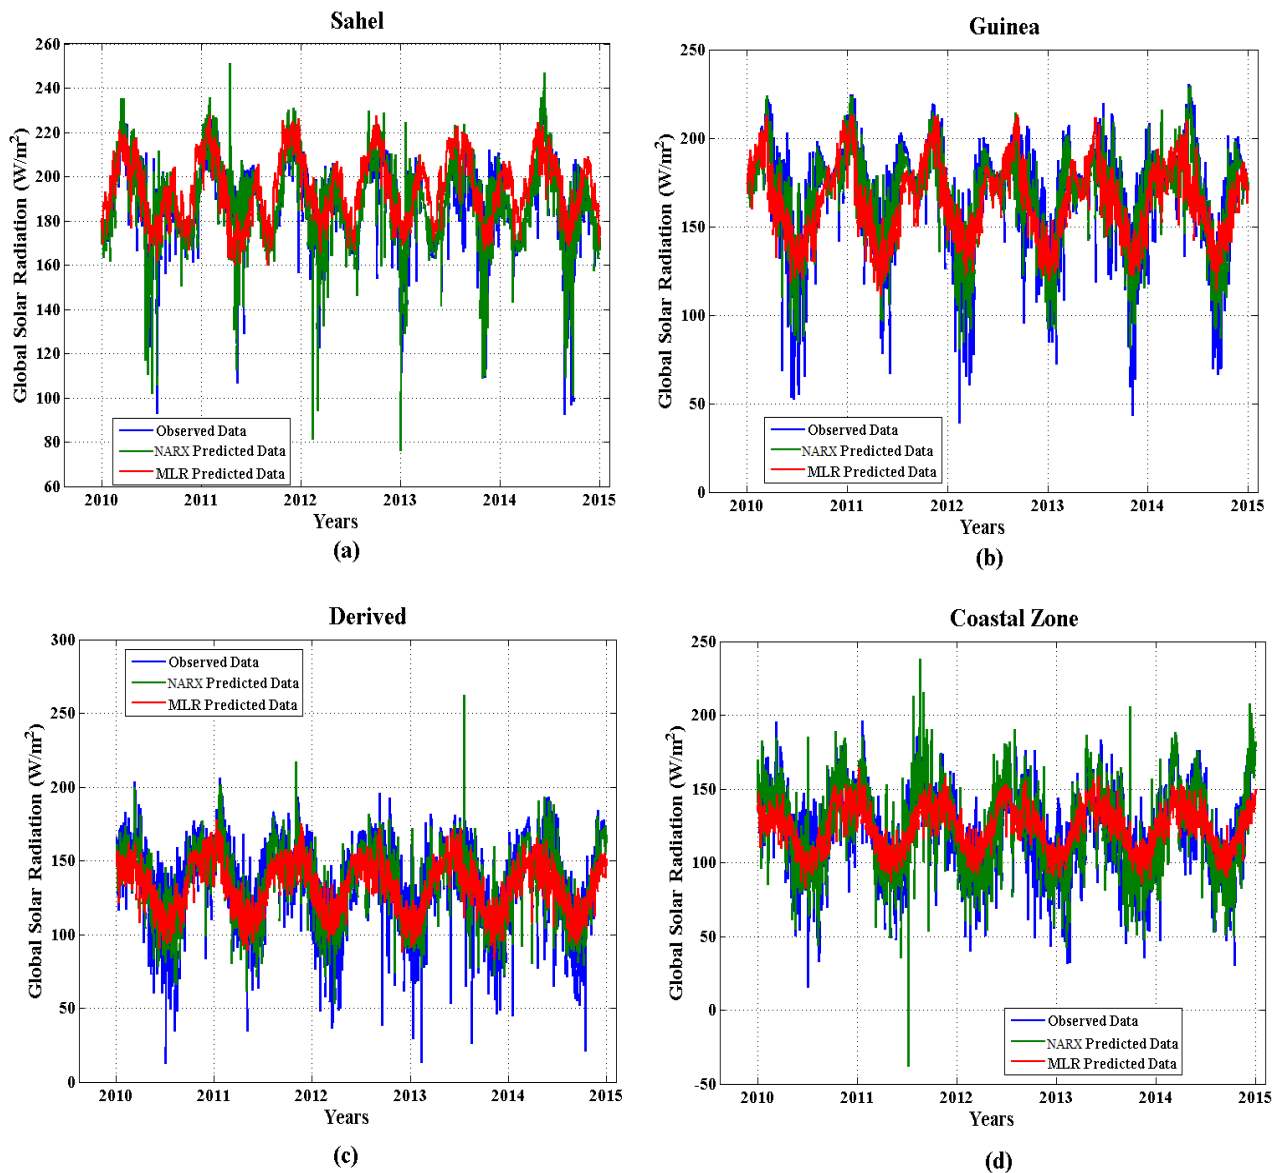 Sahel
Global Solar Radiation (W/m²)
260
240
220
200
180
160
140
120
100
80
60
Observed Data
NARX Predicted Data
MLR Predicted Data
2010 2011 2012 2013 2014 2015
Years
(a)
Guinea
Global Solar Radiation (W/m²)
250
200
150
100
50
0
Observed Data
NARX Predicted Data
MLR Predicted Data
2010 2011 2012 2013 2014 2015
Years
(b)
Derived
Global Solar Radiation (W/m²)
300
250
200
150
100
50
0
Observed Data
NARX Predicted Data
MLR Predicted Data
2010 2011 2012 2013 2014 2015
Years
(c)
Coastal Zone
Global Solar Radiation (W/m²)
250
200
150
100
50
0
-50
Observed Data
NARX Predicted Data
MLR Predicted Data
2010 2011 2012 2013 2014 2015
Years
(d)